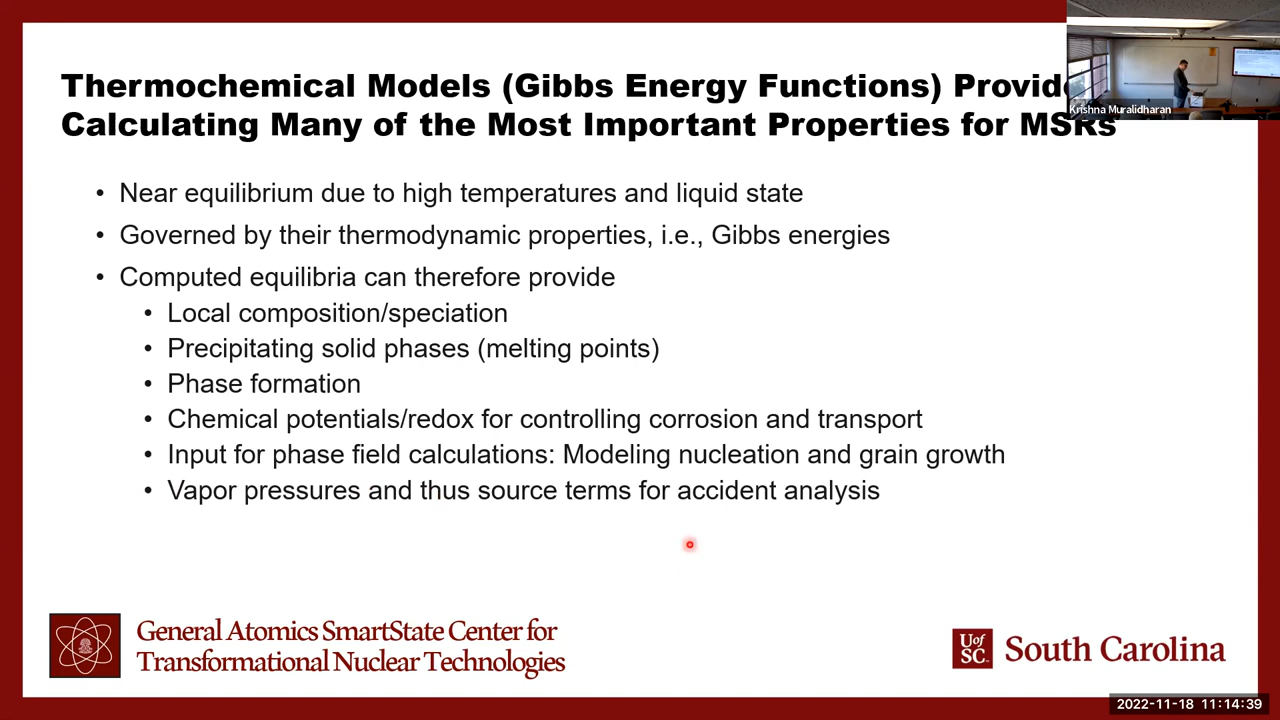 Thermochemical Models (Gibbs Energy Functions)
Calculating Many of the Most Important Properties for MSRs
Krishna Muralidharan
• Near equilibrium due to high temperatures and liquid state
• Governed by their thermodynamic properties, i.e., Gibbs energies
• Computed equilibria can therefore provide
• Local composition/speciation
• Precipitating solid phases (melting points)
• Phase formation
• Chemical potentials/redox for controlling corrosion and transport
• Input for phase field calculations: Modeling nucleation and grain growth
• Vapor pressures and thus source terms for accident analysis
General Atomics SmartState Center for
Transformational Nuclear Technologies
U of
SC
South Carolina
2022-11-18 11:14:39